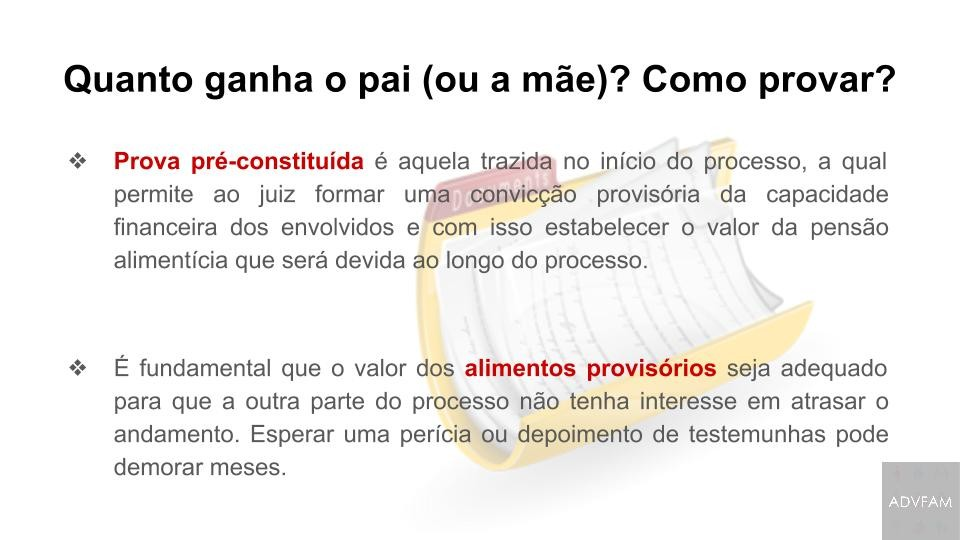 Quanto ganha o pai (ou a mãe)? Como provar?
❖ Prova pré-constituída é aquela trazida no início do processo, a qual
permite ao juiz formar uma convicção provisória da capacidade
financeira dos envolvidos e com isso estabelecer o valor da pensão
alimentícia que será devida ao longo do processo.
❖ É fundamental que o valor dos alimentos provisórios seja adequado
para que a outra parte do processo não tenha interesse em atrasar o
andamento. Esperar uma perícia ou depoimento de testemunhas pode
demorar meses.
Documents
ADVFAM